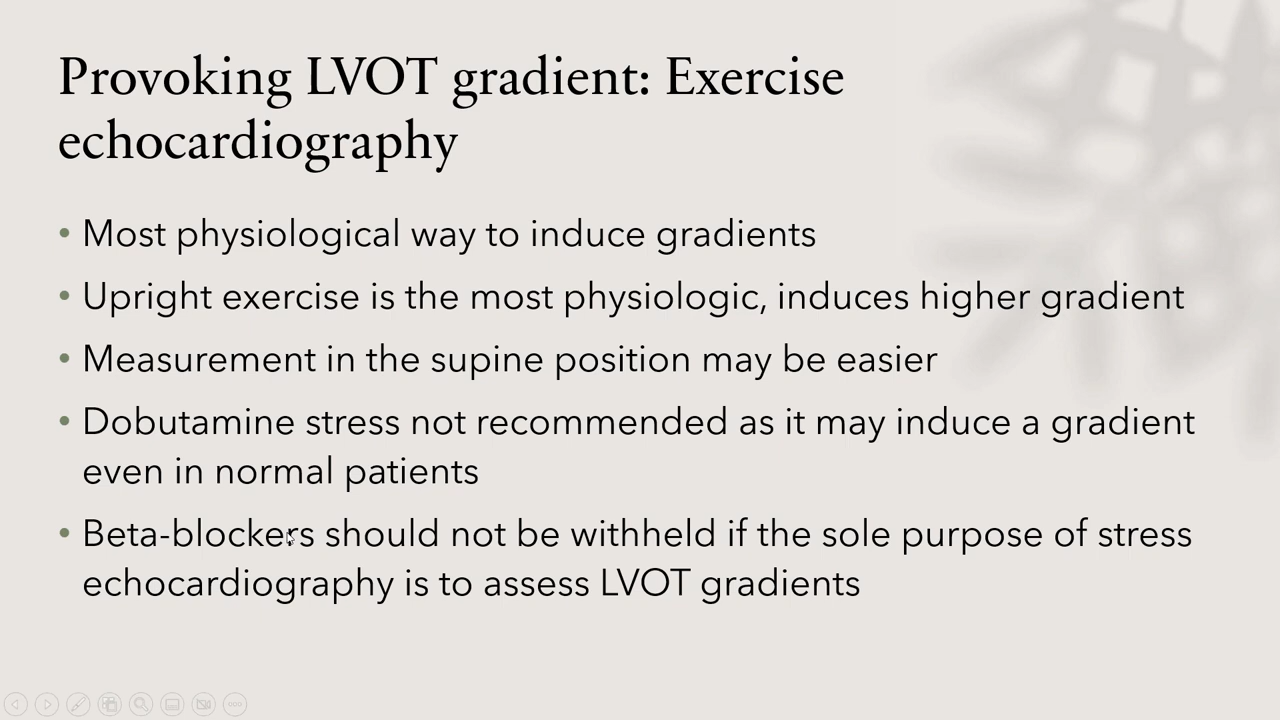 Provoking LVOT gradient: Exercise
echocardiography
• Most physiological way to induce gradients
• Upright exercise is the most physiologic, induces higher gradient
• Measurement in the supine position may be easier
• Dobutamine stress not recommended as it may induce a gradient
even in normal patients
• Beta-blockers should not be withheld if the sole purpose of stress
echocardiography is to assess LVOT gradients